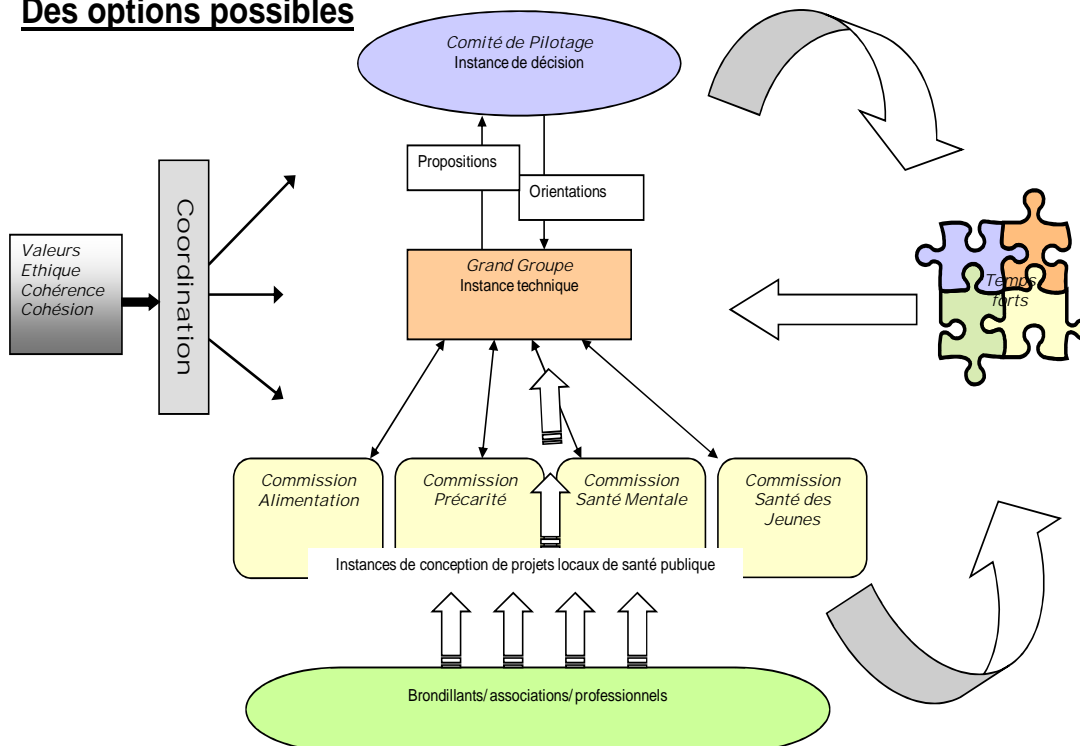 Des options possibles
Comité de Pilotage
Instance de décision
Propositions
Orientations
Valeurs
Ethique
Cohérence
Cohésion
Coordination
Grand Groupe
Instance technique
Temps
forts
Commission
Alimentation
Commission
Précarité
Commission
Santé Mentale
Commission
Santé des
Jeunes
Instances de conception de projets locaux de santé publique
Brondillants/ associations/ professionnels